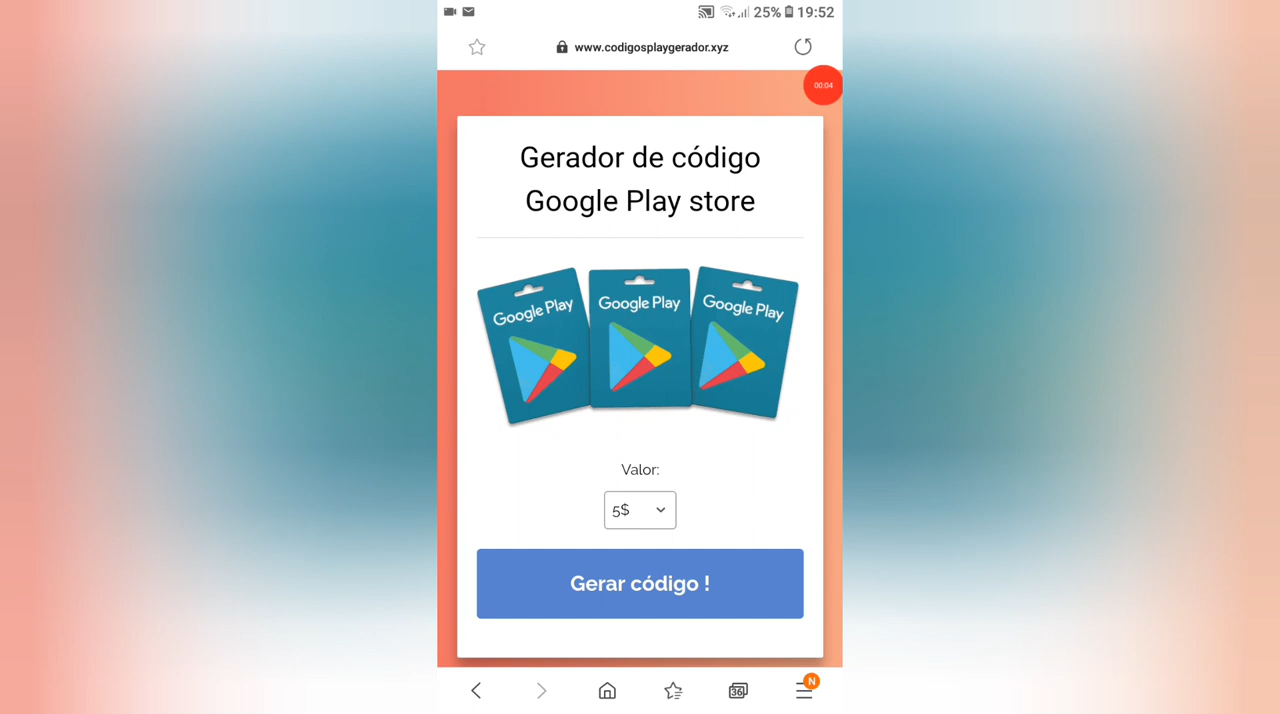 25% 19:52
www.codigosplaygerador.xyz
00:04
Gerador de código
Google Play store
Google Play
Google Play
Google Play
Valor:
5$
Gerar código !
36
N